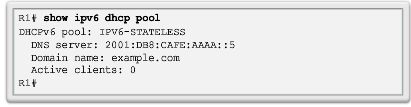 R1# show ipv6 dhcp pool
DHCPv6 pool: IPV6-STATELESS
DNS server: 2001:DB8:CAFE:AAAA::5
Domain name: example.com
Active clients: 0
R1#